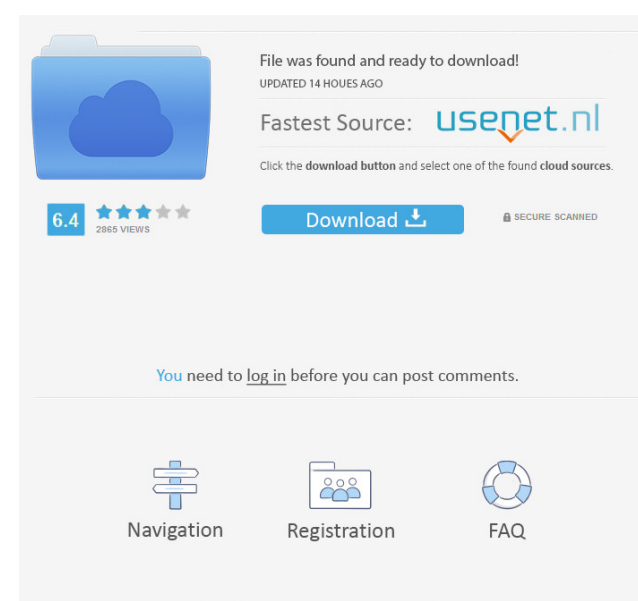 File was found and ready to download!
UPDATED 14 HOUES AGO
Fastest Source: usenet.nl
Click the download button and select one of the found cloud sources.
6.4
2865 VIEWS
Download
SECURE SCANNED
You need to log in before you can post comments.
Navigation
Registration
FAQ